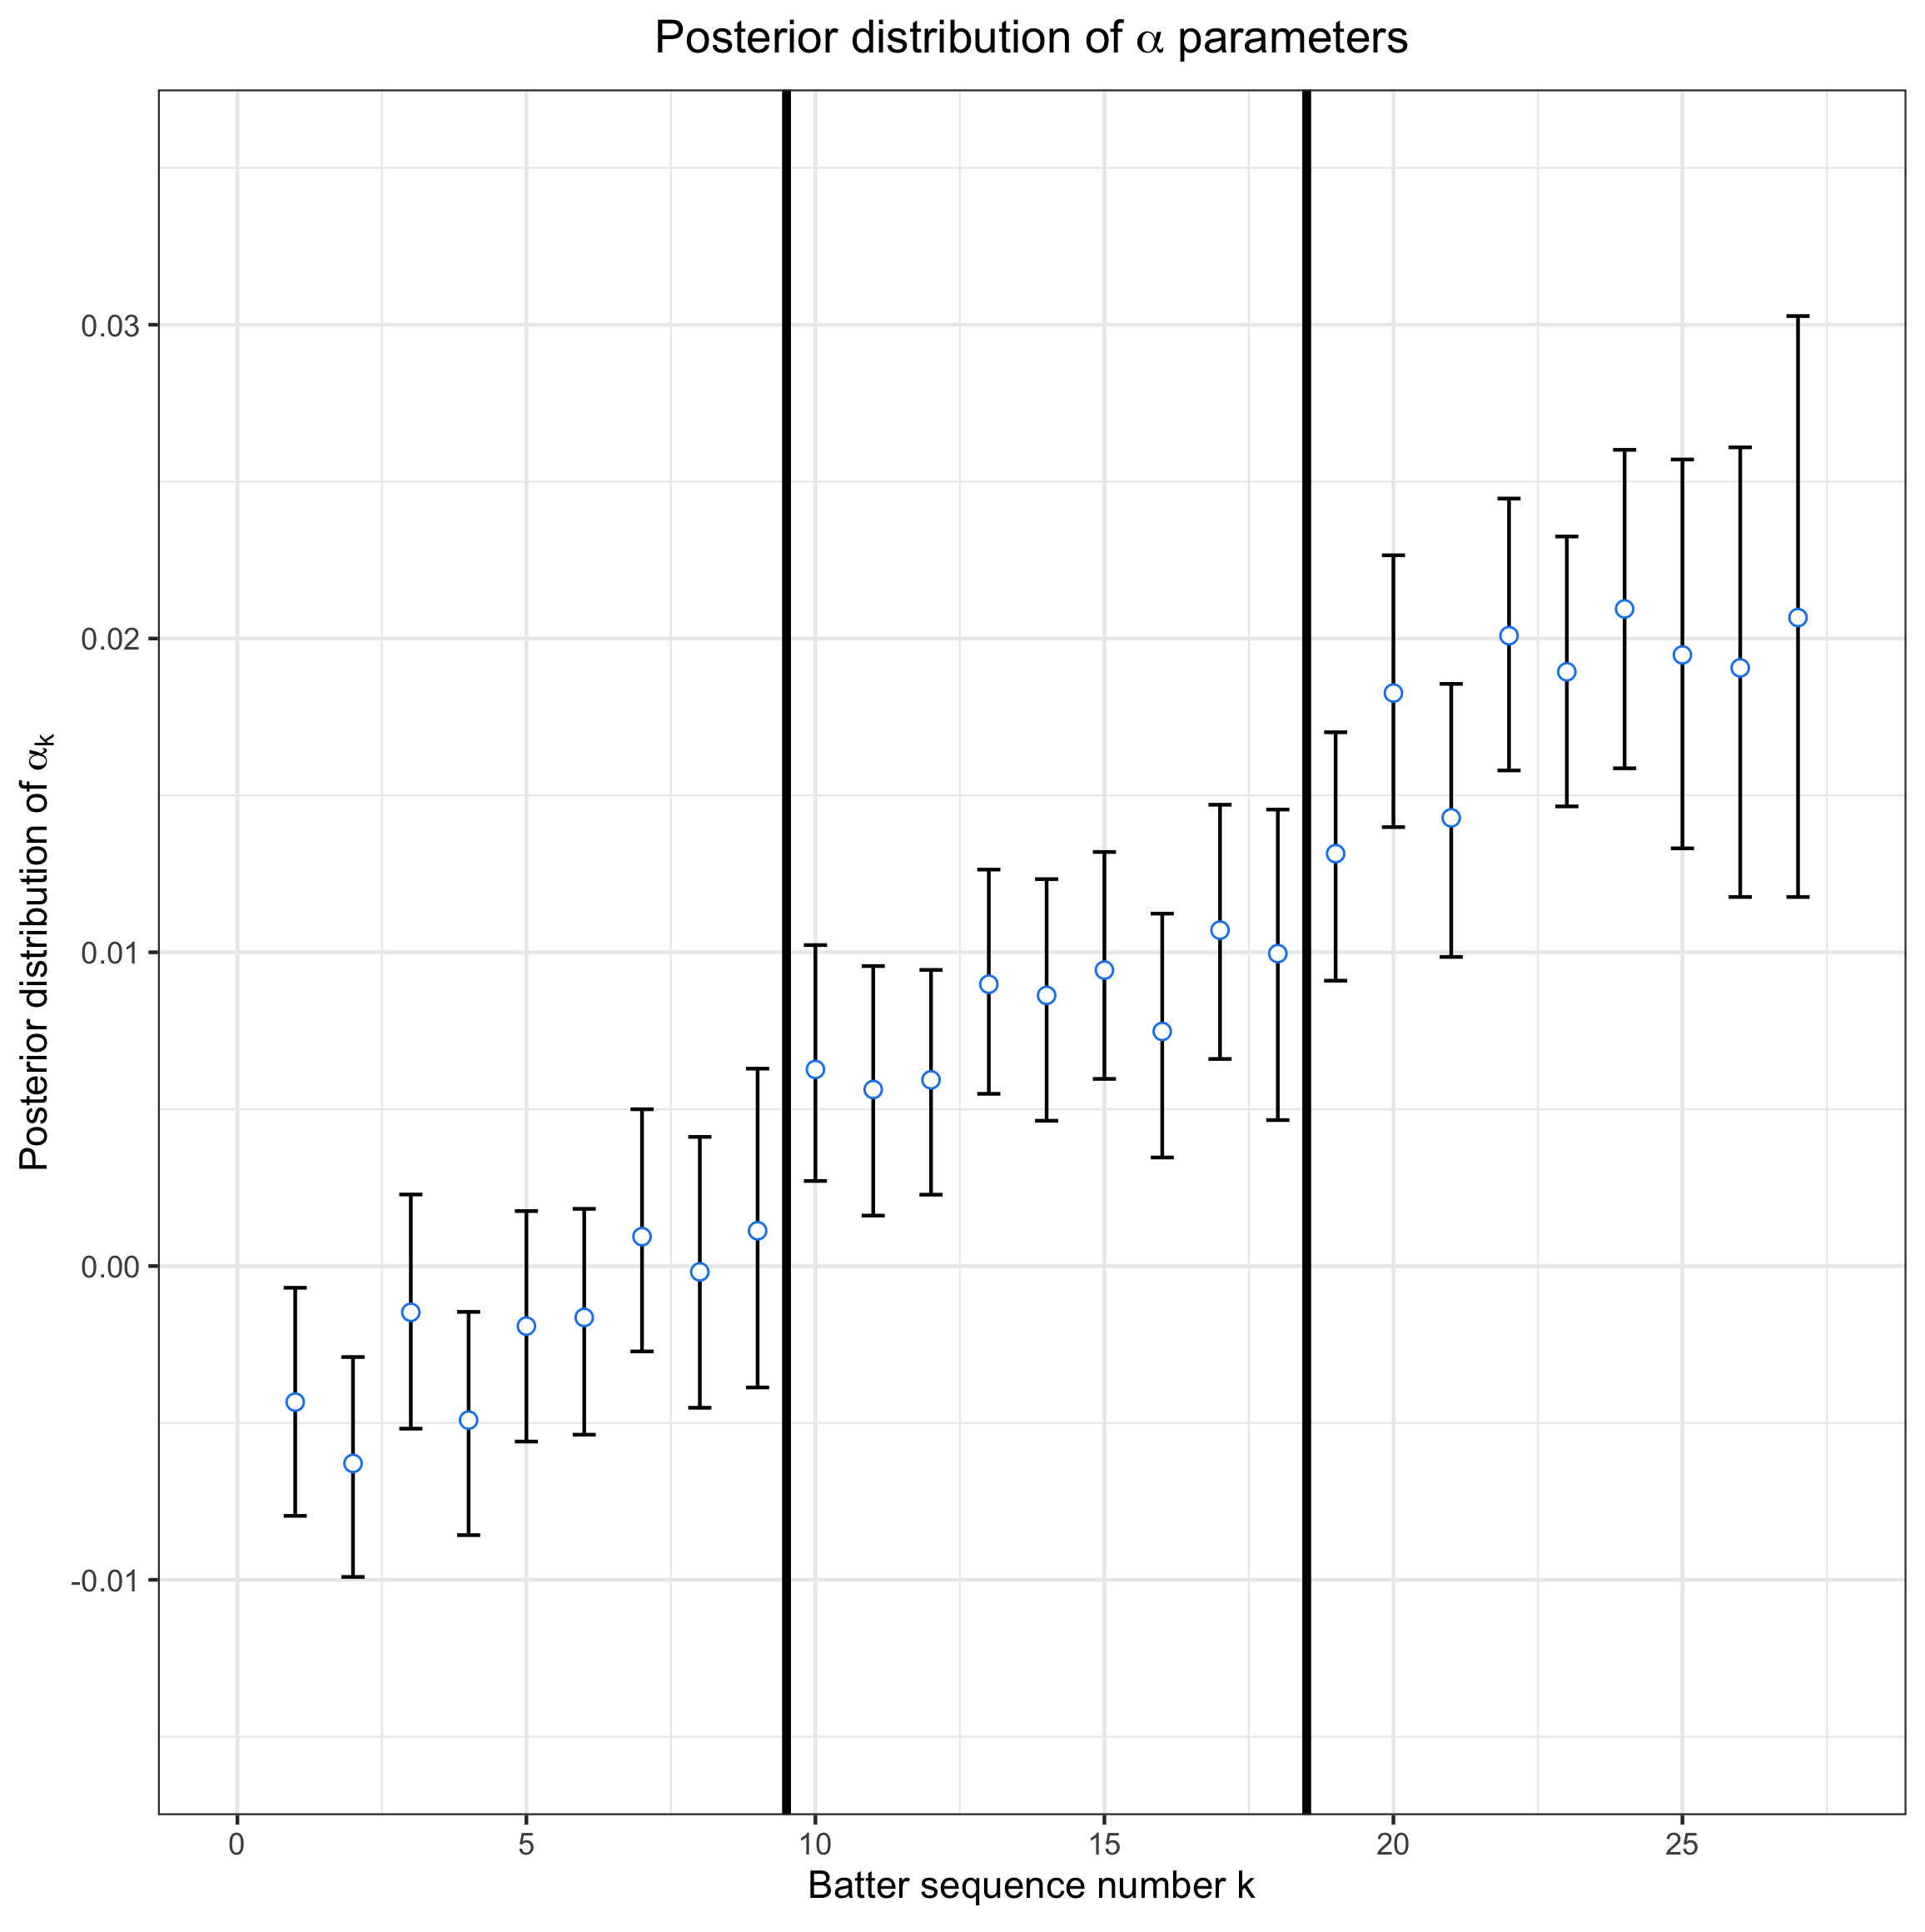 Posterior distribution of α parameters
Posterior distribution of αk
0.03
0.02
0.01
0.00
-0.01
0 5 10 15 20 25
Batter sequence number k